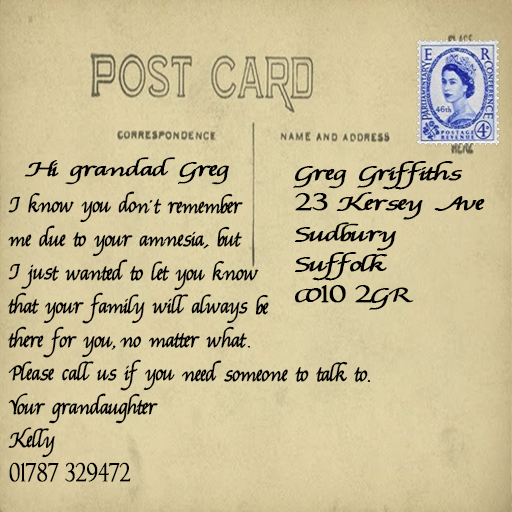 PLACE
POST CARD
E R
PARLIAMENTARY CONFERENCE
46th
POSTAGE REVENUE
4D
HERE
CORRESPONDENCE
NAME AND ADDRESS
Hi grandad Greg
I know you don't remember
me due to your amnesia, but
I just wanted to let you know
that your family will always be
there for you, no matter what.
Please call us if you need someone to talk to.
Your grandaughter
Kelly
01787 329472
Greg Griffiths
23 Kersey Ave
Sudbury
Suffolk
CO10 2GR